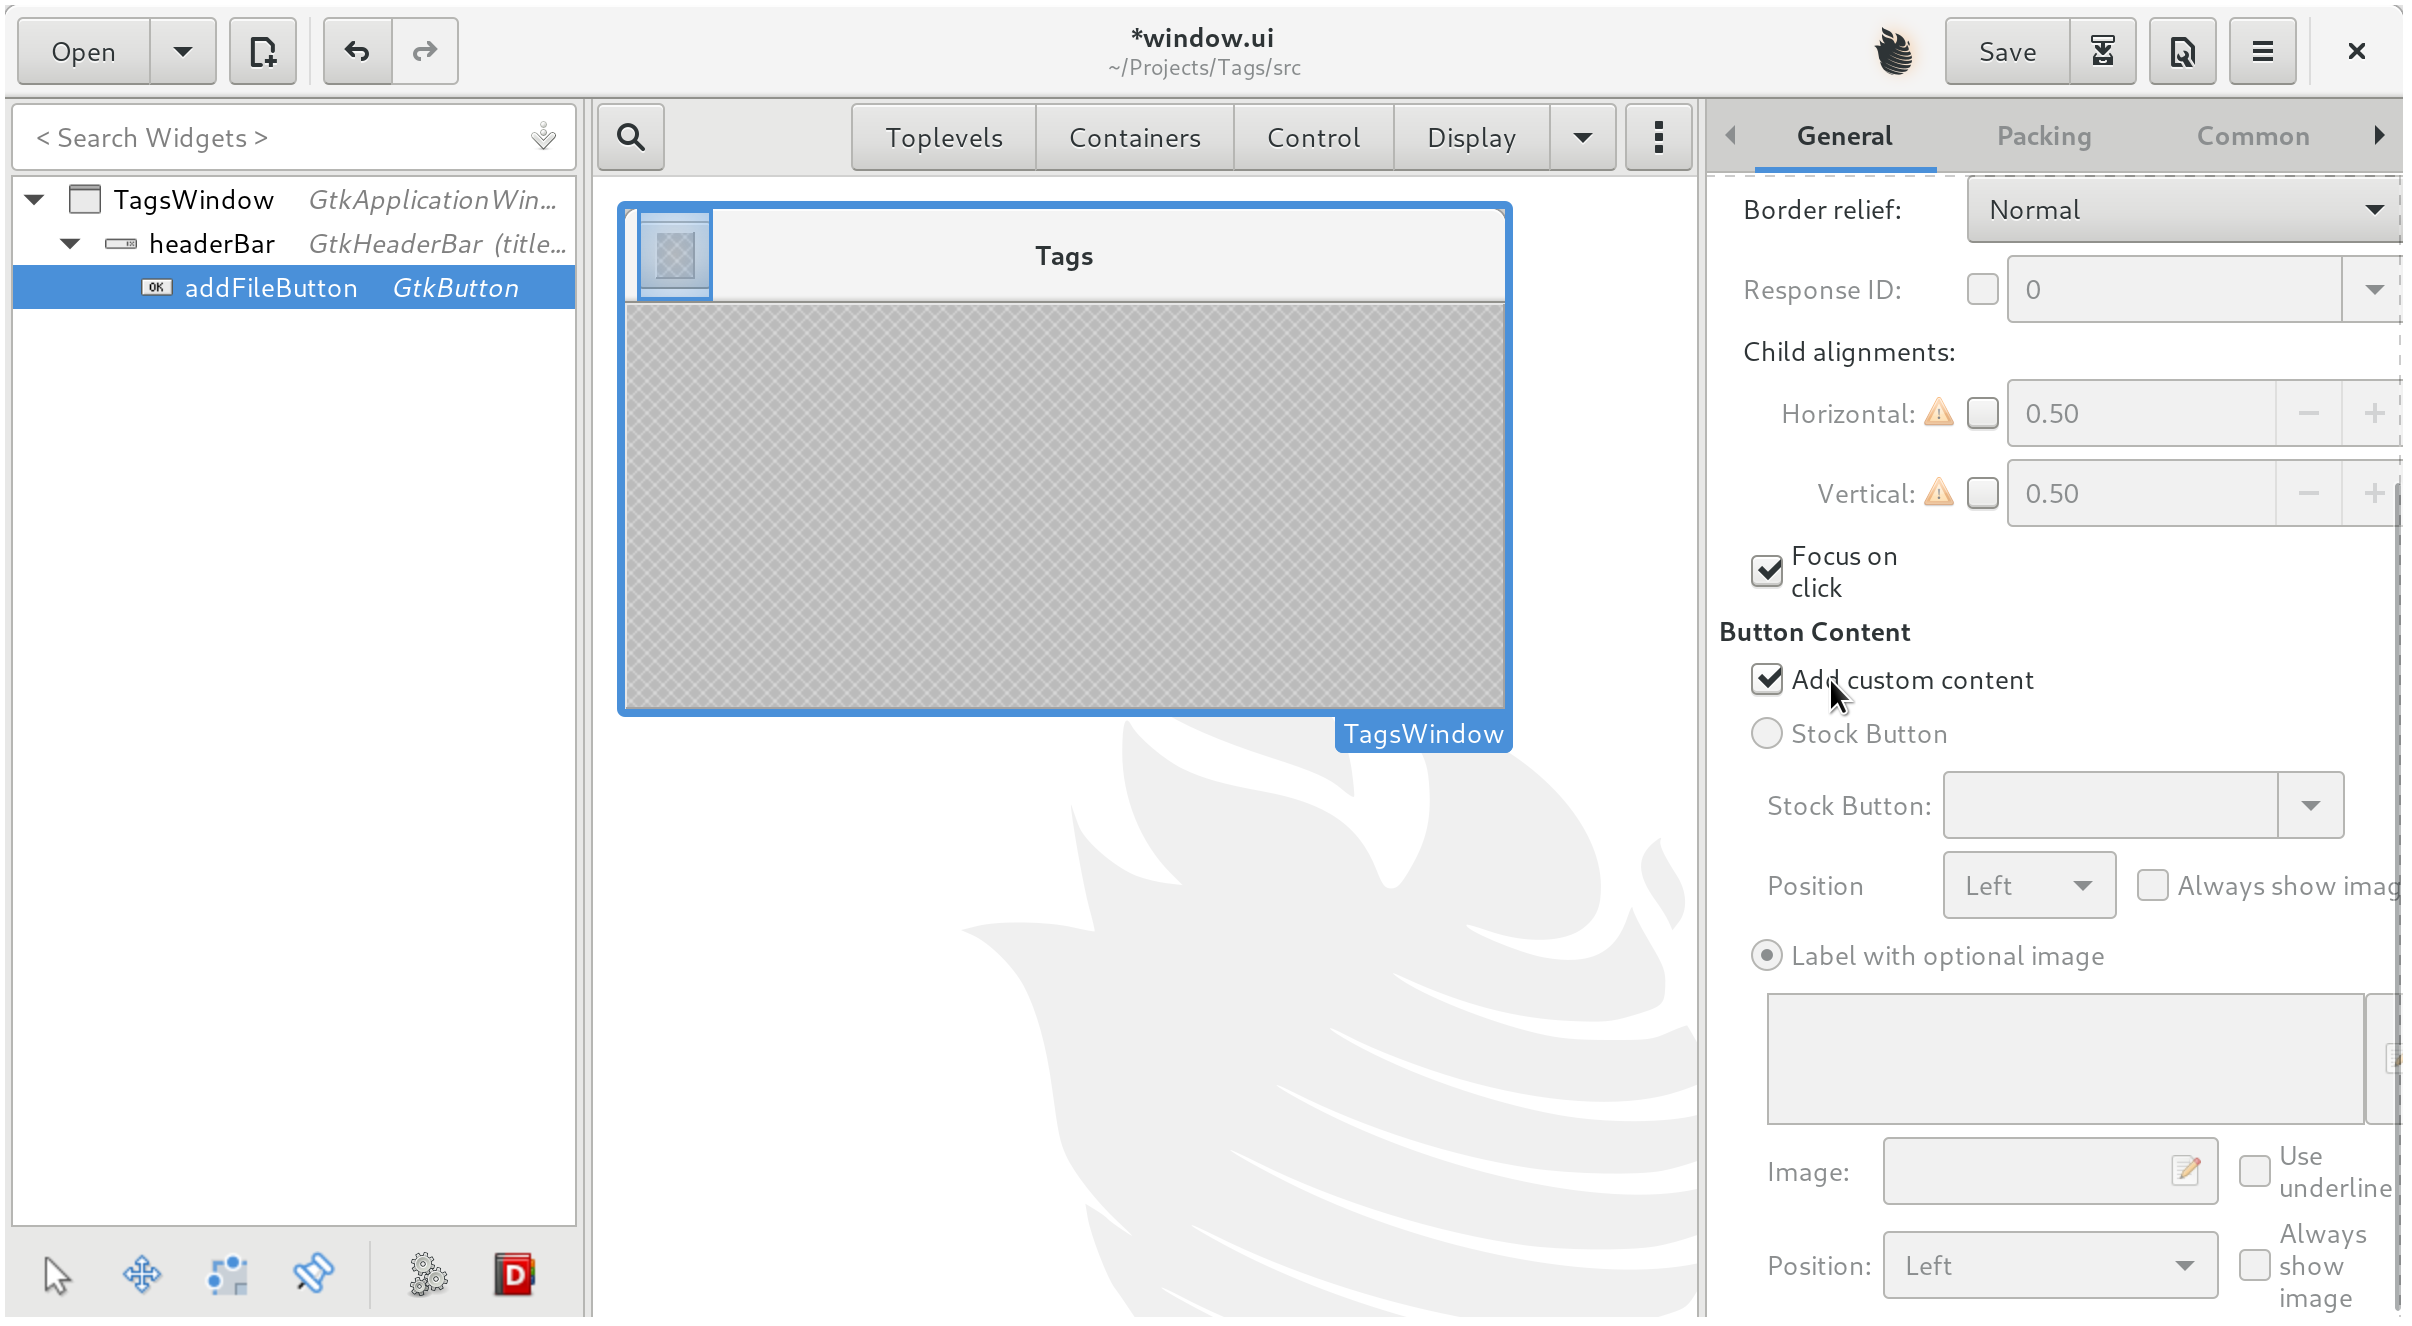 Open
*window.ui
~/Projects/Tags/src
Save
< Search Widgets >
Toplevels
Containers
Control
Display
General
Packing
Common
TagsWindow GtkApplicationWin...
headerBar GtkHeaderBar (title...
OK addFileButton GtkButton
Tags
TagsWindow
Border relief: Normal
Response ID: 0
Child alignments:
Horizontal: 0.50
Vertical: 0.50
Focus on
click
Button Content
Add custom content
Stock Button
Stock Button:
Position Left Always show imag
Label with optional image
Image: Use
underline
Position: Left Always
show
image
D